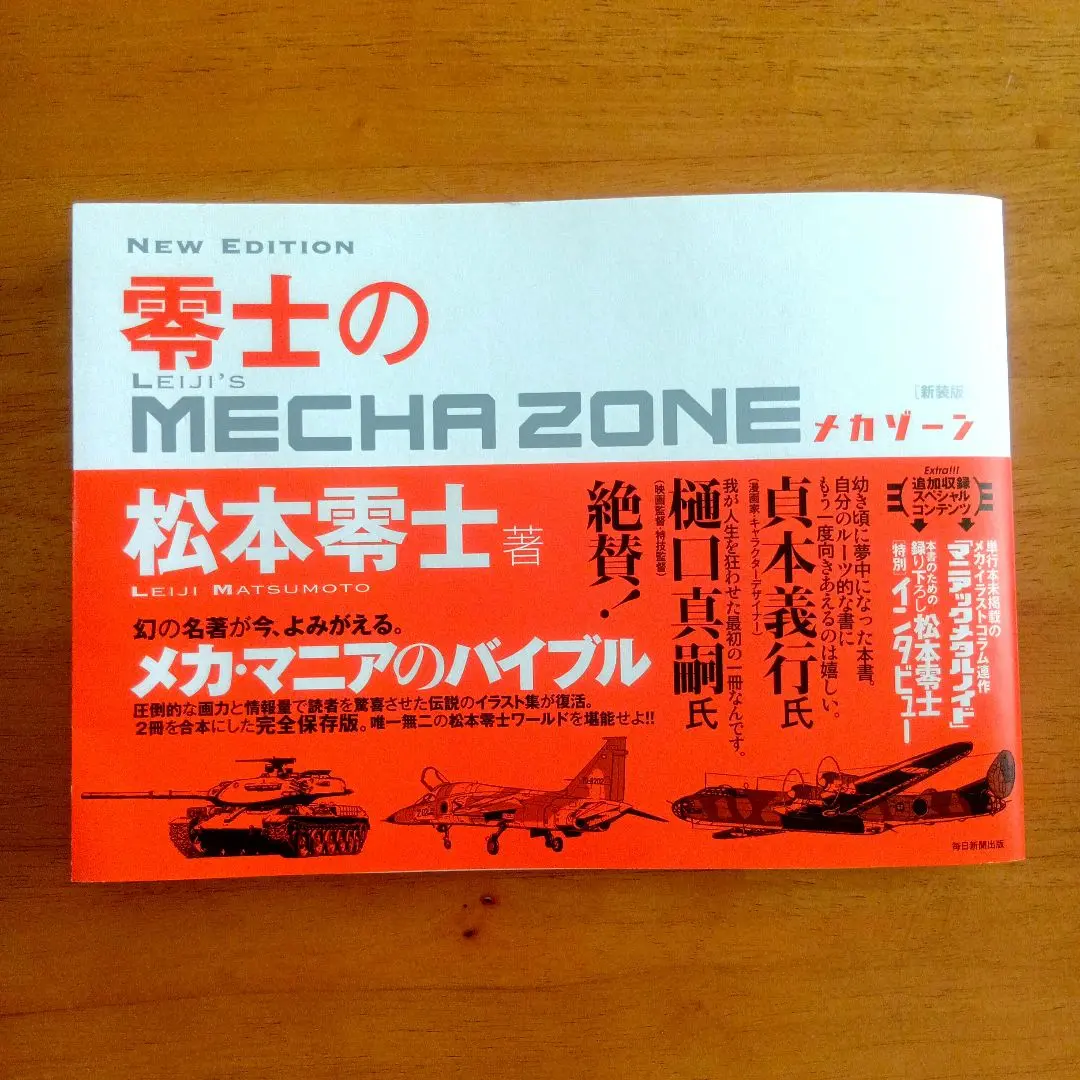 NEW EDITION
零士の
LEIJI'S
MECHA ZONE
メカゾーン
[新装版]
松本零士 著
LEIJI MATSUMOTO
幻の名著が今、よみがえる。
メカ・マニアのバイブル
圧倒的な画力と情報量で読者を驚喜させた伝説のイラスト集が復活。
2冊を合本にした完全保存版。唯一無二の松本零士ワールドを堪能せよ!!
Extra!!!
追加収録
スペシャル
コンテンツ
単行本未掲載の
メカ・イラストコラム連作
「マニアックメタルノイド」
本書のための
録り下ろし
松本零士
[特別]インタビュー
幼き頃に夢中になった本書。
自分のルーツ的な書に
もう一度向きあえるのは嬉しい。
貞本義行氏
(漫画家・キャラクターデザイナー)
我が人生を狂わせた最初の一冊なんです。
樋口真嗣氏
(映画監督・特技監督)
絶賛!
202
毎日新聞出版